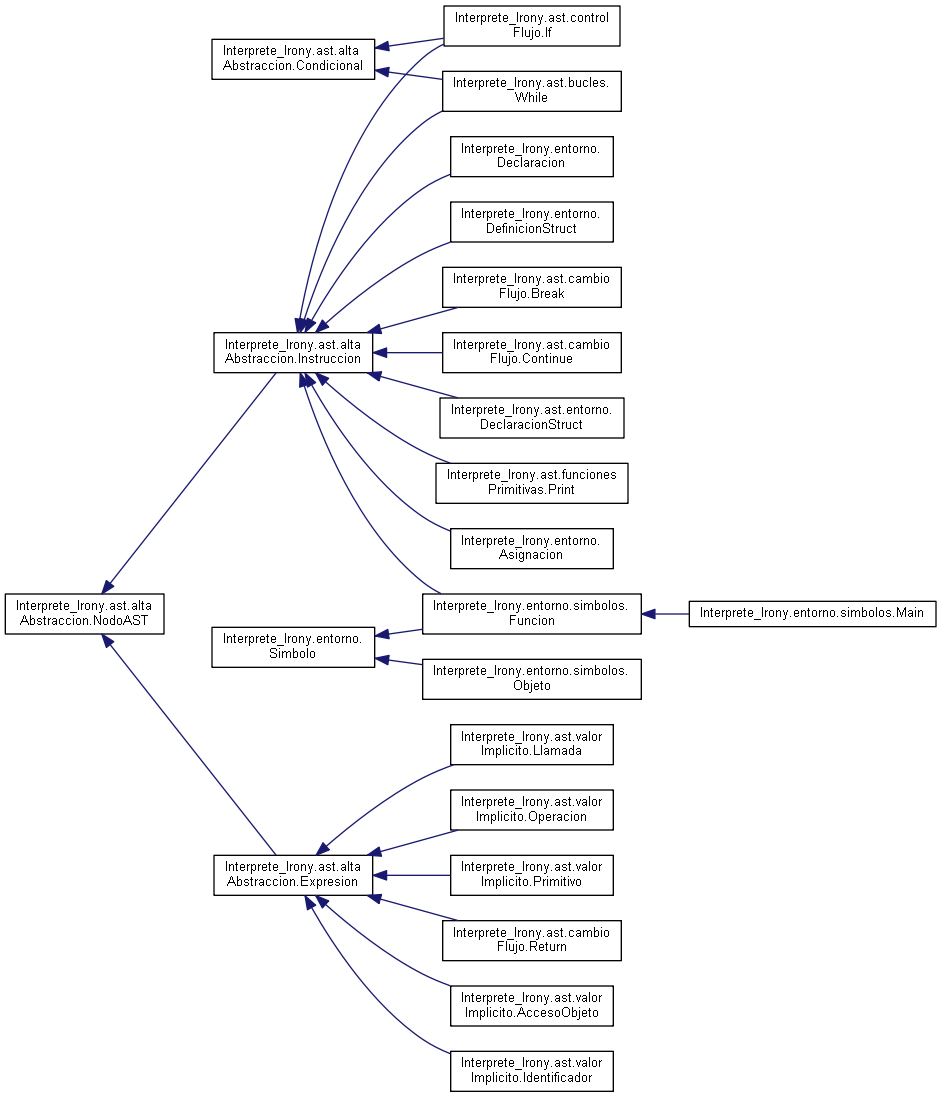 Interprete_Irony.ast.control
Flujo.If
Interprete_Irony.ast.alta
Abstraccion.Condicional
Interprete_Irony.ast.bucles.
While
Interprete_Irony.entorno.
Declaracion
Interprete_Irony.entorno.
DefinicionStruct
Interprete_Irony.ast.cambio
Flujo.Break
Interprete_Irony.ast.alta
Abstraccion.Instruccion
Interprete_Irony.ast.cambio
Flujo.Continue
Interprete_Irony.ast.entorno.
DeclaracionStruct
Interprete_Irony.ast.funciones
Primitivas.Print
Interprete_Irony.entorno.
Asignacion
Interprete_Irony.ast.alta
Abstraccion.NodoAST
Interprete_Irony.entorno.simbolos.
Funcion
Interprete_Irony.entorno.simbolos.Main
Interprete_Irony.entorno.
Simbolo
Interprete_Irony.entorno.simbolos.
Objeto
Interprete_Irony.ast.valor
Implicito.Llamada
Interprete_Irony.ast.valor
Implicito.Operacion
Interprete_Irony.ast.alta
Abstraccion.Expresion
Interprete_Irony.ast.valor
Implicito.Primitivo
Interprete_Irony.ast.cambio
Flujo.Return
Interprete_Irony.ast.valor
Implicito.AccesoObjeto
Interprete_Irony.ast.valor
Implicito.Identificador